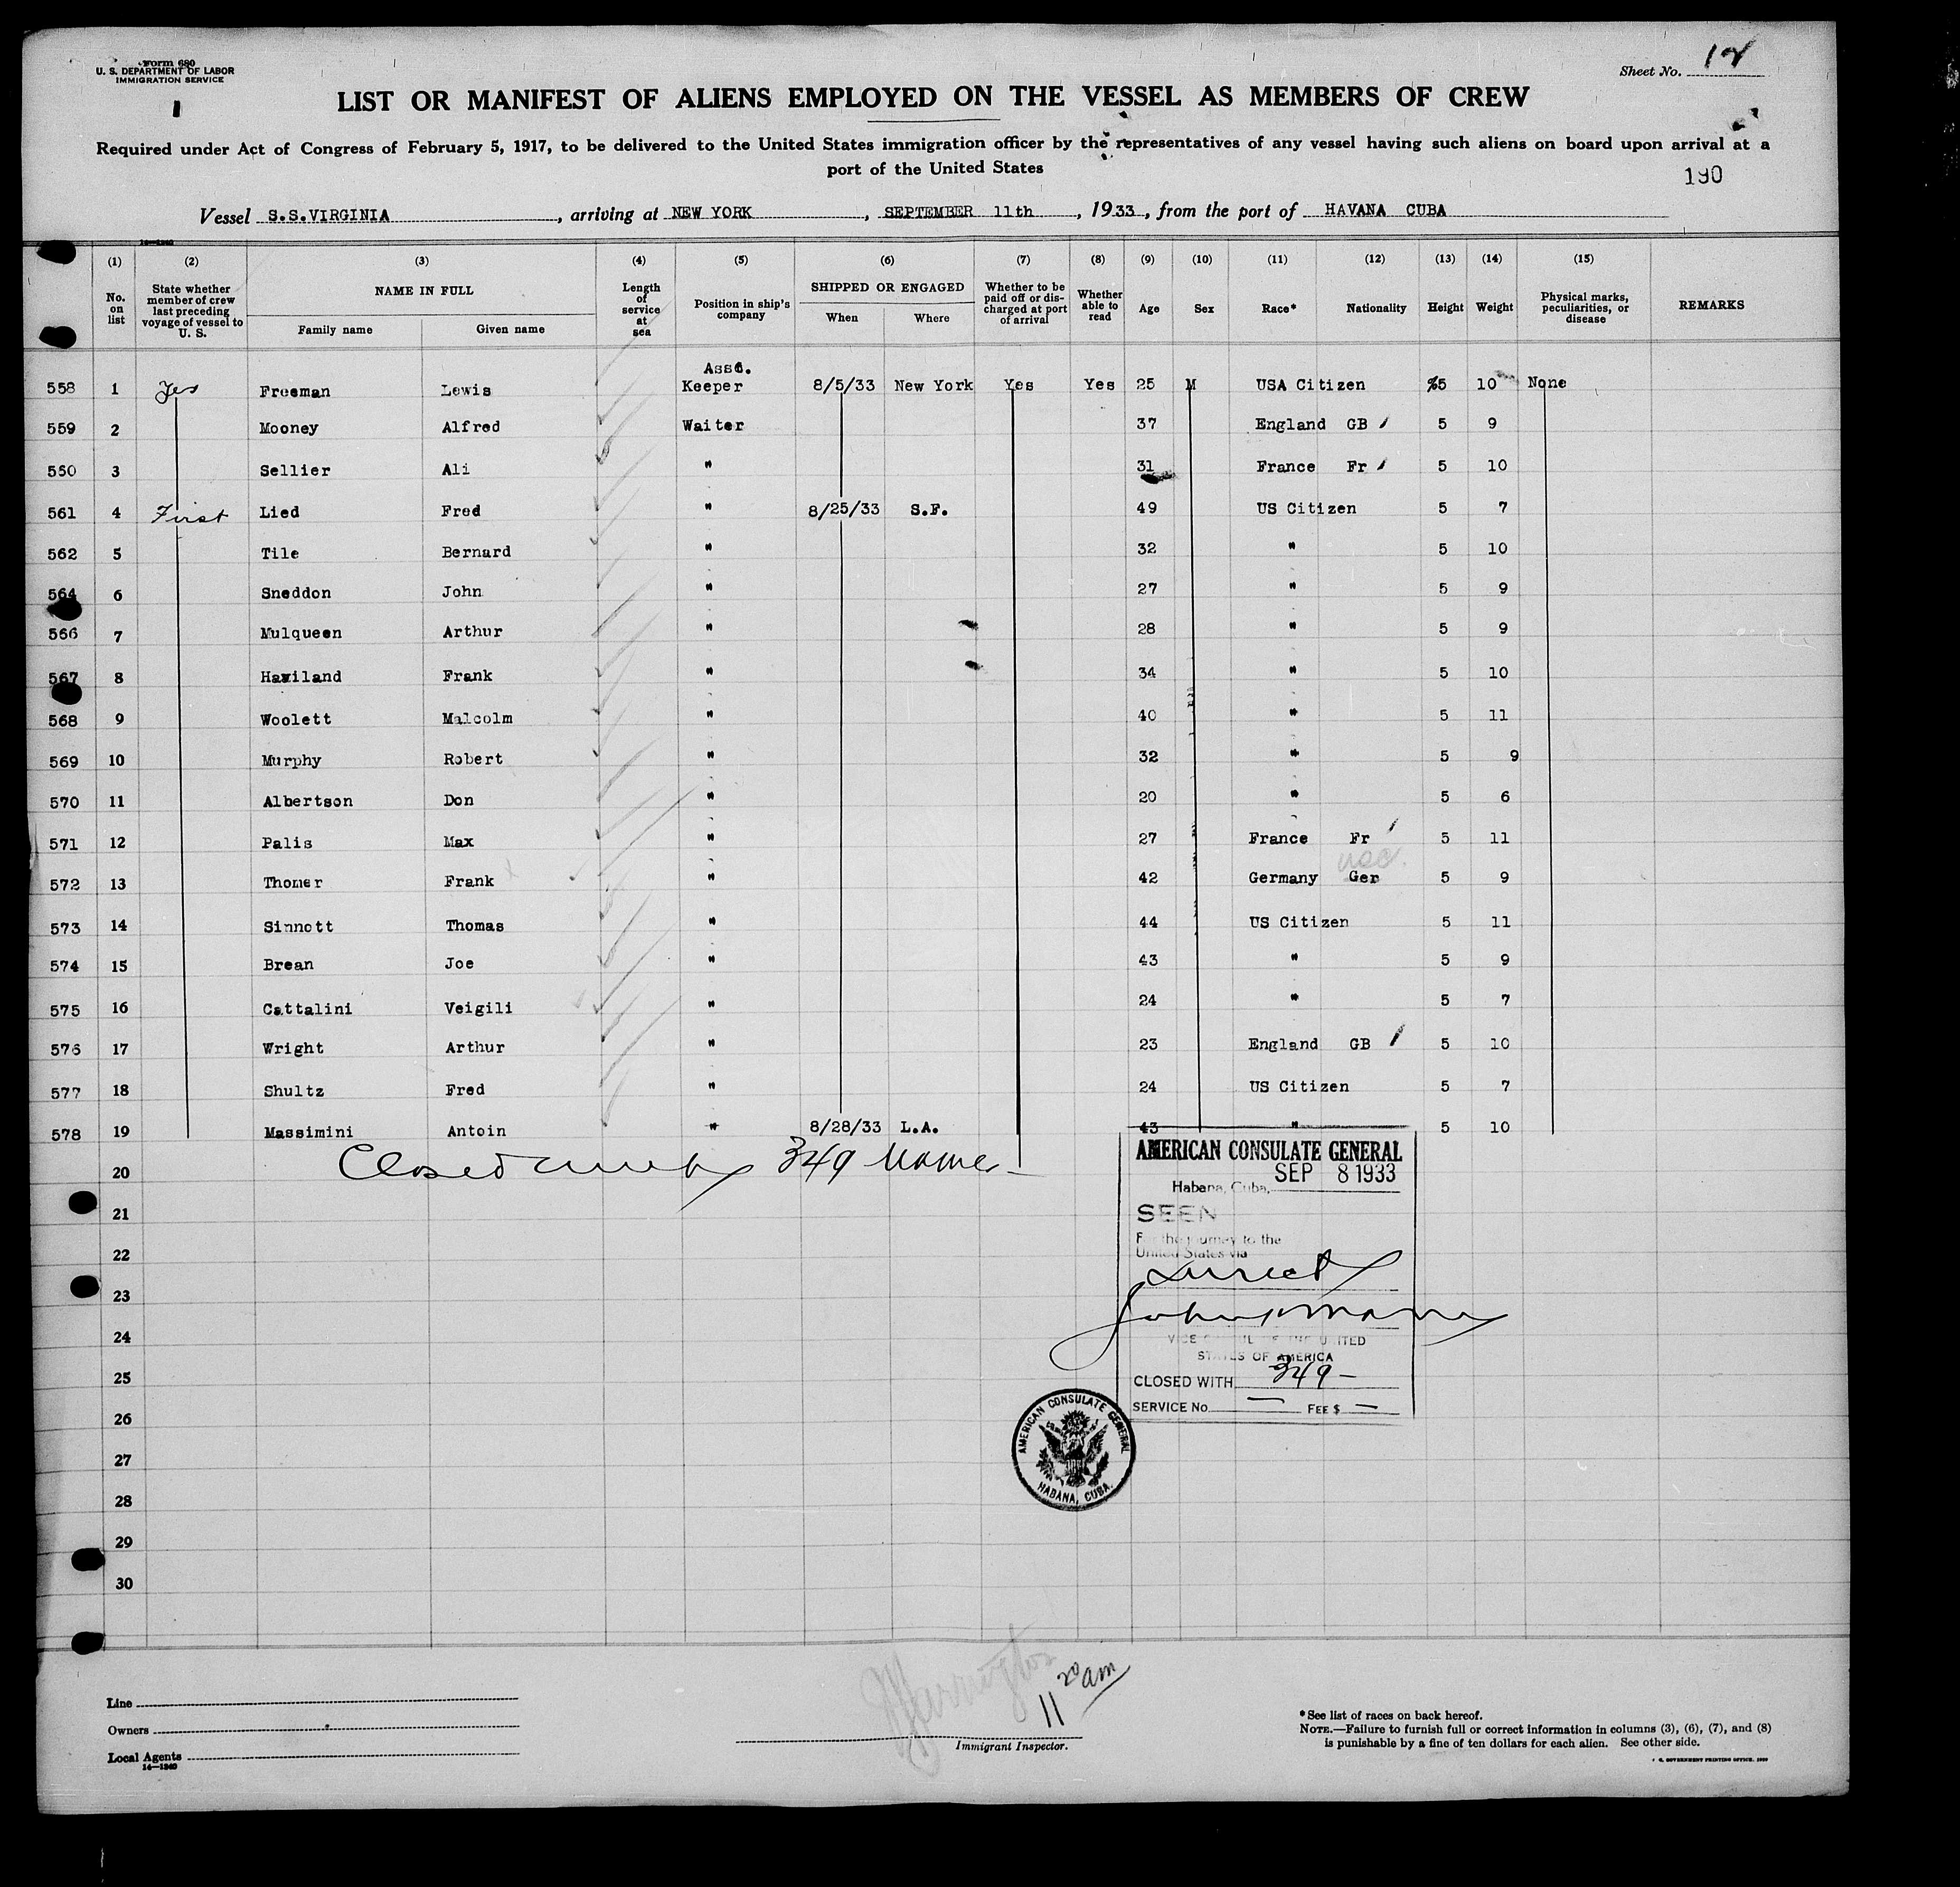 Form 680
U. S. DEPARTMENT OF LABOR
IMMIGRATION SERVICE
Sheet No. 12
LIST OR MANIFEST OF ALIENS EMPLOYED ON THE VESSEL AS MEMBERS OF CREW
Required under Act of Congress of February 5, 1917, to be delivered to the United States immigration officer by the representatives of any vessel having such aliens on board upon arrival at a
port of the United States
190
Vessel S.S.VIRGINIA, arriving at NEW YORK, SEPTEMBER 11th, 1933, from the port of HAVANA CUBA
14—1240
(1) (2) (3) (4) (5) (6) (7) (8) (9) (10) (11) (12) (13) (14) (15)
No. on list State whether member of crew last preceding voyage of vessel to U. S. NAME IN FULL Family name Given name Length of service at sea Position in ship's company SHIPPED OR ENGAGED When Where Whether to be paid off or discharged at port of arrival Whether able to read Age Sex Race* Nationality Height Weight Physical marks, peculiarities, or disease REMARKS
558 1 Yes Freeman Lewis Asst. Keeper 8/5/33 New York Yes Yes 25 M USA Citizen 5 10 None
559 2 Mooney Alfred Waiter 37 England GB 5 9
550 3 Sellier Ali " 31 France Fr 5 10
561 4 First Lied Fred " 8/25/33 S.F. 49 US Citizen 5 7
562 5 Tile Bernard " 32 " 5 10
564 6 Sneddon John " 27 " 5 9
566 7 Mulqueen Arthur " 28 " 5 9
567 8 Haviland Frank " 34 " 5 10
568 9 Woolett Malcolm " 40 " 5 11
569 10 Murphy Robert " 32 " 5 9
570 11 Albertson Don " 20 " 5 6
571 12 Palis Max " 27 France Fr 5 11
usc.
572 13 Thomer Frank " 42 Germany Ger 5 9
573 14 Sinnott Thomas " 44 US Citizen 5 11
574 15 Brean Joe " 43 " 5 9
575 16 Cattalini Veigili " 24 " 5 7
576 17 Wright Arthur " 23 England GB 5 10
577 18 Shultz Fred " 24 US Citizen 5 7
578 19 Massimini Antoin " 8/28/33 L.A. 43 " 5 10
20 Closed 349 Names
21
22
23
24
25
26
27
28
29
30
AMERICAN CONSULATE GENERAL
SEP 8 1933
Habana, Cuba,
SEEN
For the journey to the
United States via
Direct
VICE CONSUL OF THE UNITED
STATES OF AMERICA
CLOSED WITH 349 —
SERVICE No. — FEE $ —
AMERICAN CONSULATE GENERAL
HABANA, CUBA.
Line
Owners
Local Agents
14—1240
11 20 am
Immigrant Inspector.
* See list of races on back hereof.
NOTE.—Failure to furnish full or correct information in columns (3), (6), (7), and (8)
is punishable by a fine of ten dollars for each alien. See other side.